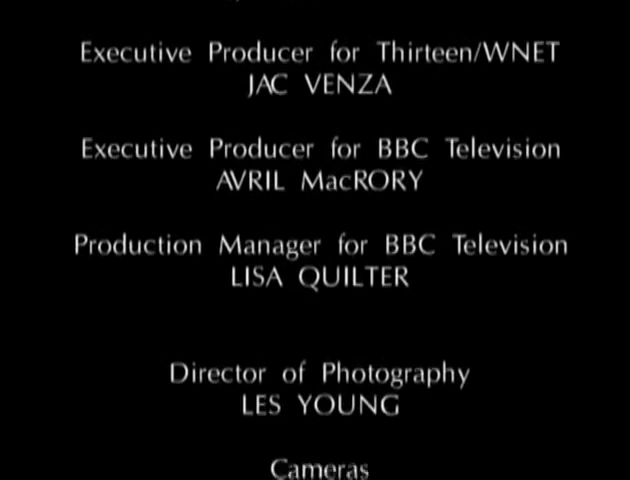 Executive Producer for Thirteen/WNET
JAC VENZA
Executive Producer for BBC Television
AVRIL MacRORY
Production Manager for BBC Television
LISA QUILTER
Director of Photography
LES YOUNG
Cameras